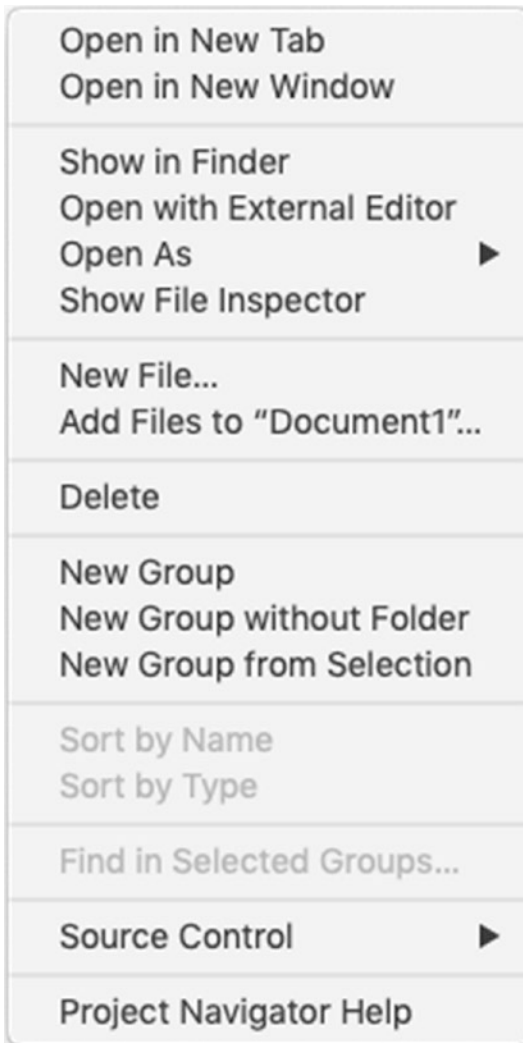 Open in New Tab
Open in New Window
Show in Finder
Open with External Editor
Open As
Show File Inspector
New File...
Add Files to “Document1”...
Delete
New Group
New Group without Folder
New Group from Selection
Sort by Name
Sort by Type
Find in Selected Groups...
Source Control
Project Navigator Help